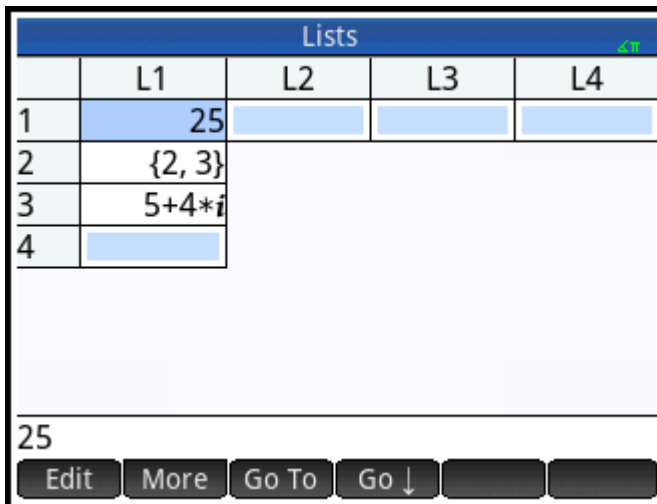 Lists
∡π
L1 L2 L3 L4
1 25
2 {2, 3}
3 5+4*i
4
25
Edit More Go To Go ↓